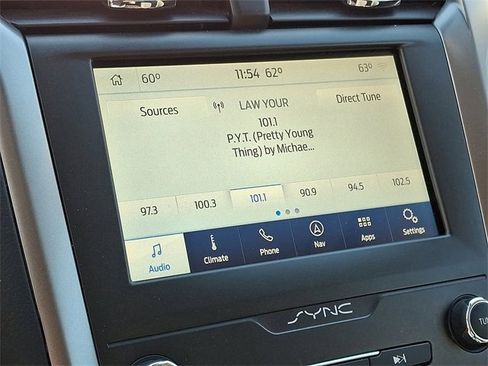 60° 11:54 62° 63°
Sources LAW YOUR Direct Tune
101.1
P.Y.T. (Pretty Young
Thing) by Michae...
97.3 100.3 101.1 90.9 94.5 102.5
Audio Climate Phone Nav Apps Settings
SYNC
TUNE